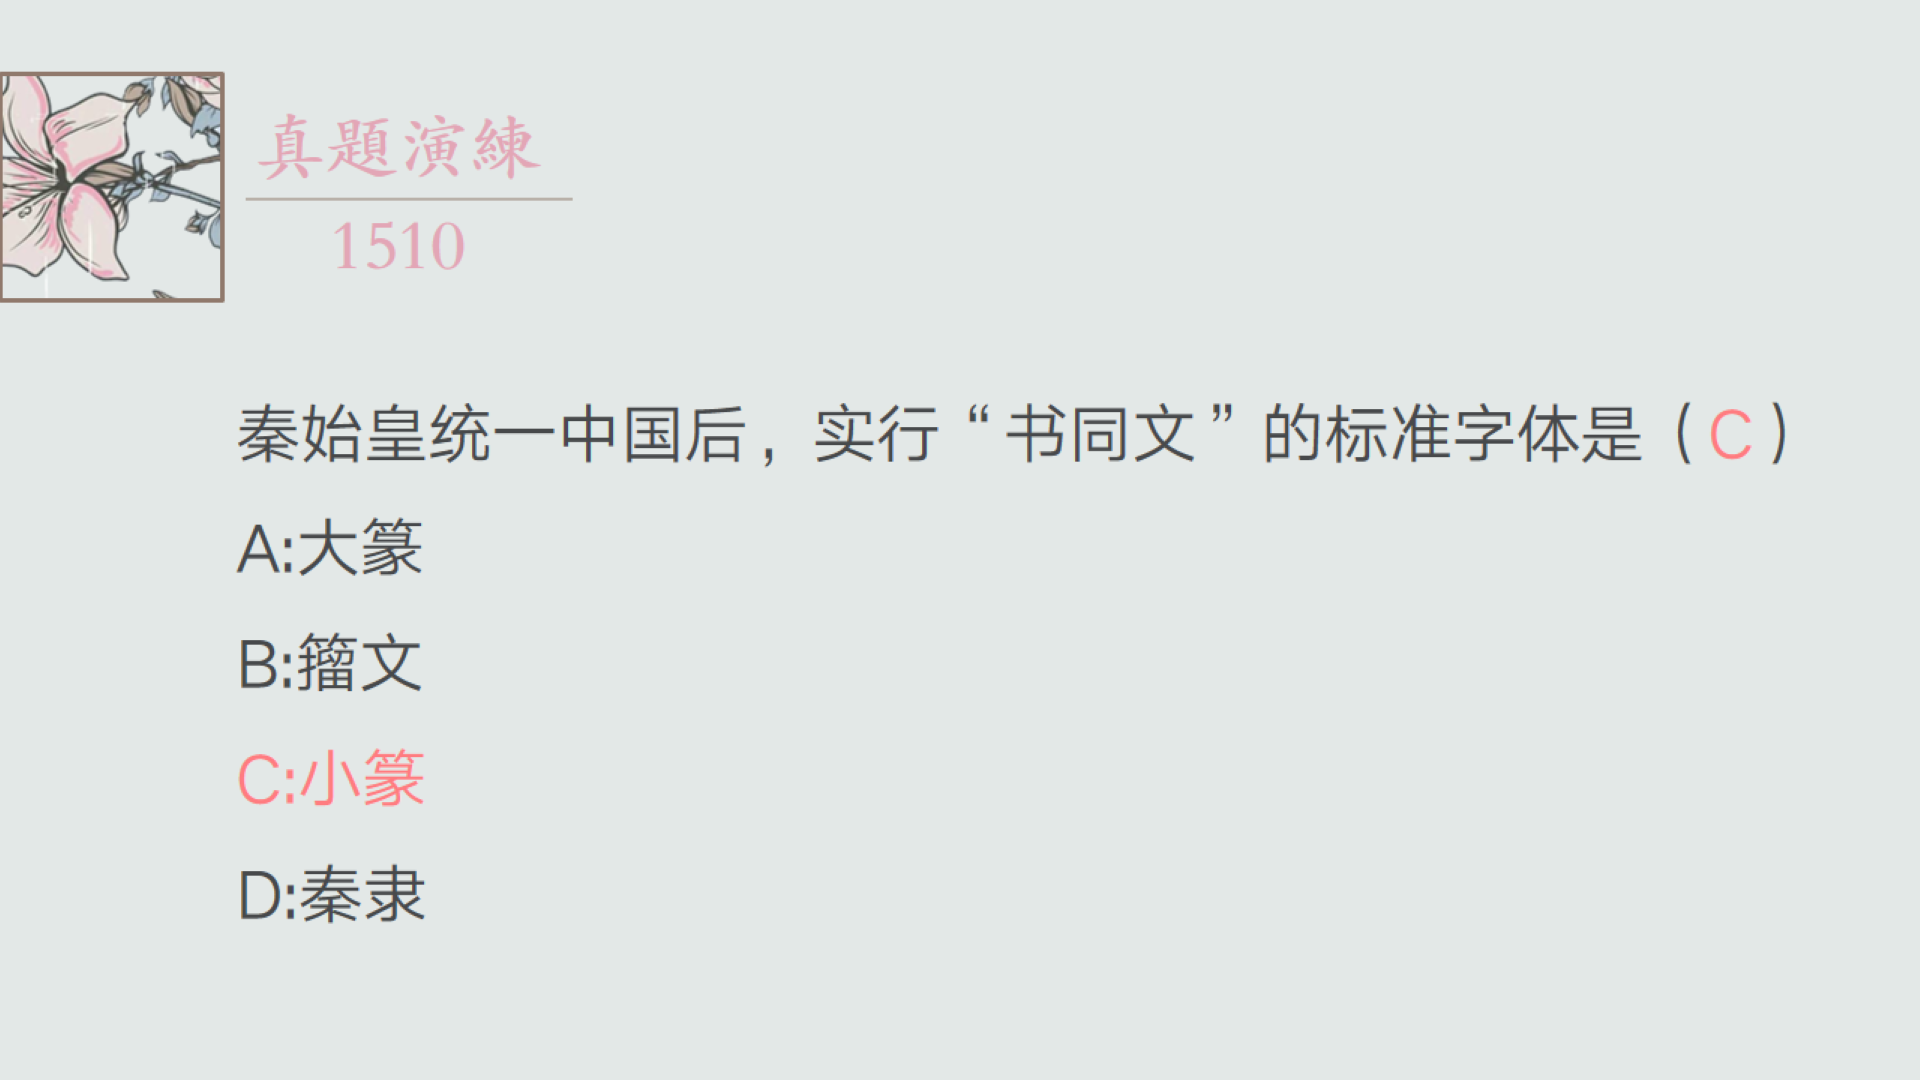 真題演練
1510
秦始皇统一中国后，实行“书同文”的标准字体是（C）
A:大篆
B:籀文
C:小篆
D:秦隶